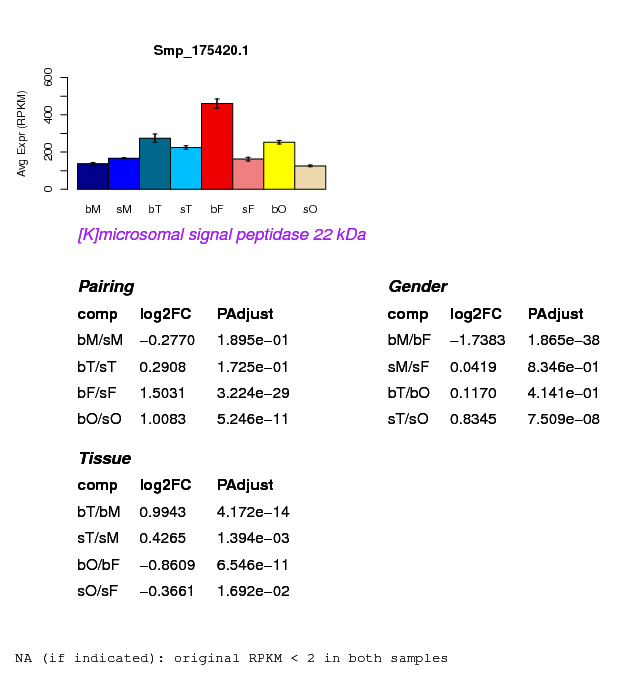 Smp_175420.1
Avg Expr (RPKM)
0 200 400 600
bM sM bT sT bF sF bO sO
[K]microsomal signal peptidase 22 kDa
Pairing
comp log2FC PAdjust
bM/sM −0.2770 1.895e−01
bT/sT 0.2908 1.725e−01
bF/sF 1.5031 3.224e−29
bO/sO 1.0083 5.246e−11
Gender
comp log2FC PAdjust
bM/bF −1.7383 1.865e−38
sM/sF 0.0419 8.346e−01
bT/bO 0.1170 4.141e−01
sT/sO 0.8345 7.509e−08
Tissue
comp log2FC PAdjust
bT/bM 0.9943 4.172e−14
sT/sM 0.4265 1.394e−03
bO/bF −0.8609 6.546e−11
sO/sF −0.3661 1.692e−02
NA (if indicated): original RPKM < 2 in both samples